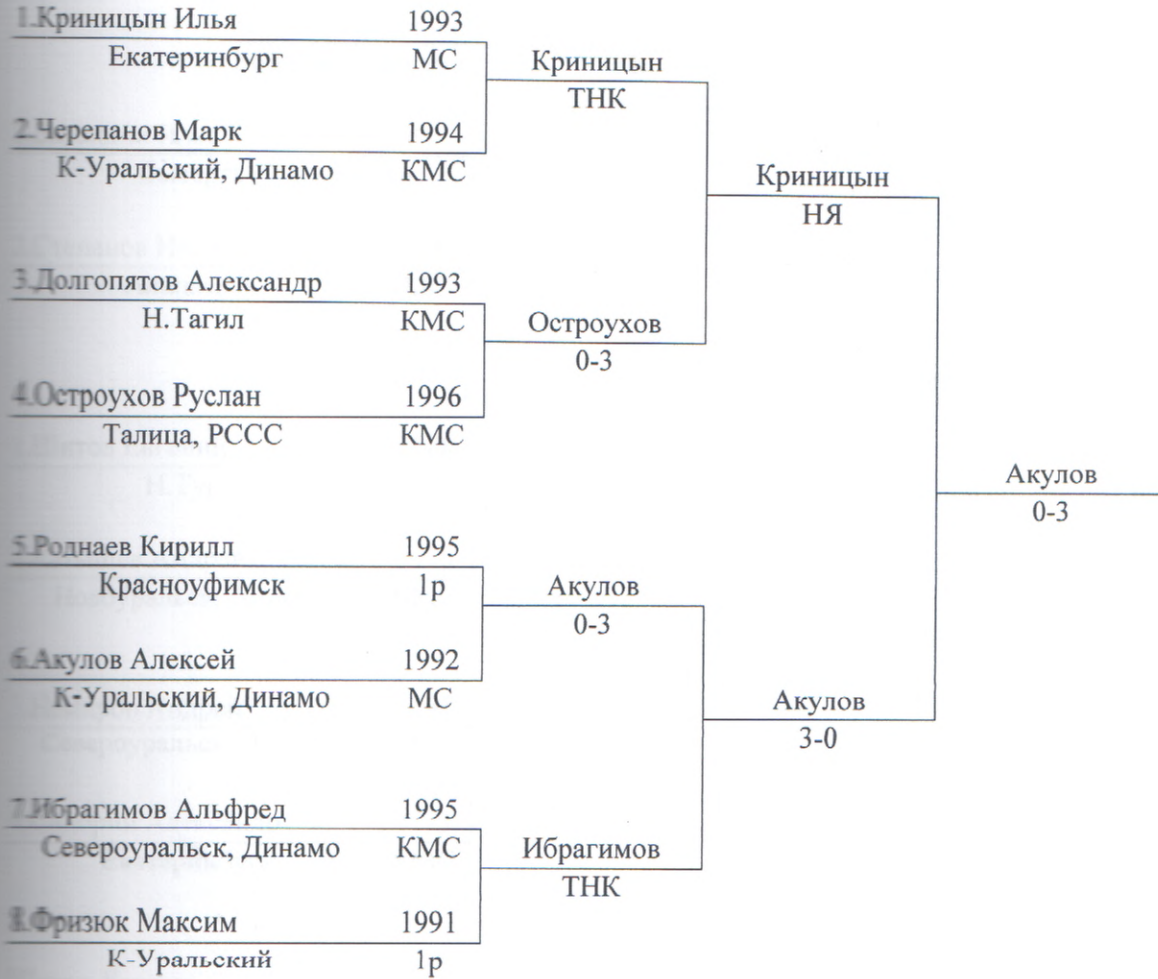 1.Криницын Илья 1993
Екатеринбург МС
2.Черепанов Марк 1994
К-Уральский, Динамо КМС
3.Долгопятов Александр 1993
Н.Тагил КМС
4.Остроухов Руслан 1996
Талица, РССС КМС
5.Роднаев Кирилл 1995
Красноуфимск 1р
6.Акулов Алексей 1992
К-Уральский, Динамо МС
7.Ибрагимов Альфред 1995
Североуральск, Динамо КМС
8.Фризюк Максим 1991
К-Уральский 1р
Криницын
ТНК
Остроухов
0-3
Акулов
0-3
Ибрагимов
ТНК
Криницын
НЯ
Акулов
3-0
Акулов
0-3